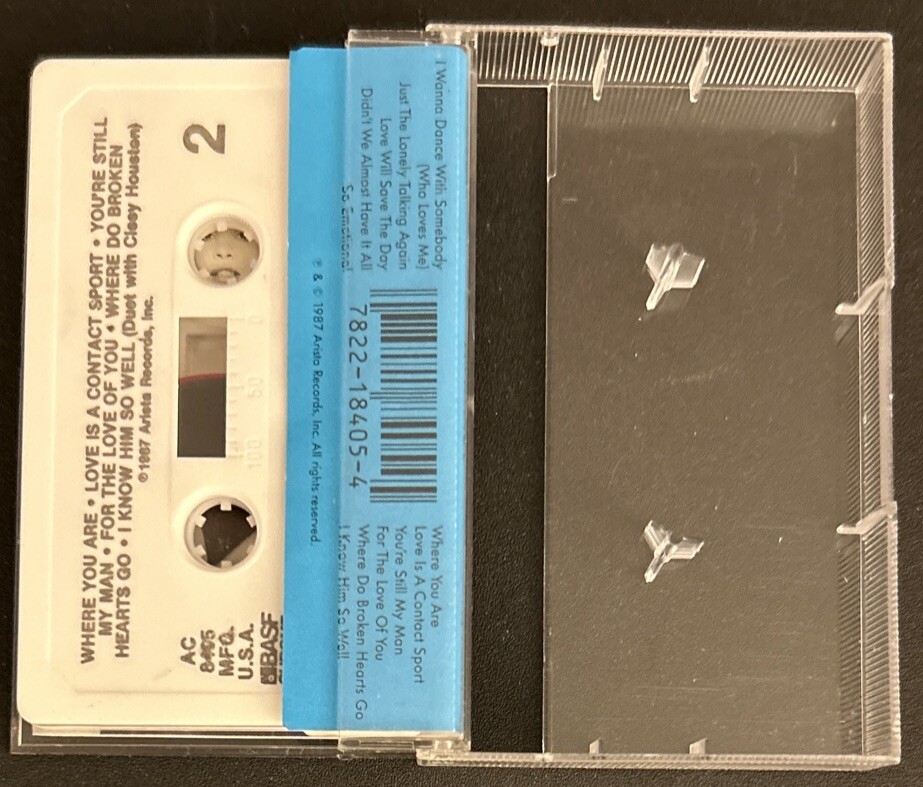 2
WHERE YOU ARE • LOVE IS A CONTACT SPORT • YOU'RE STILL
MY MAN • FOR THE LOVE OF YOU • WHERE DO BROKEN
HEARTS GO • I KNOW HIM SO WELL (Duet with Cissy Houston)
℗1987 Arista Records, Inc.
0
50
100
AC
8405
MFG.
U.S.A.
BASF
I Wanna Dance With Somebody
(Who Loves Me)
Just The Lonely Talking Again
Love Will Save The Day
Didn't We Almost Have It All
So Emotional
7822-18405-4
Where You Are
Love Is A Contact Sport
You're Still My Man
For The Love Of You
Where Do Broken Hearts Go
I Know Him So Well
℗ & © 1987 Arista Records, Inc. All rights reserved.